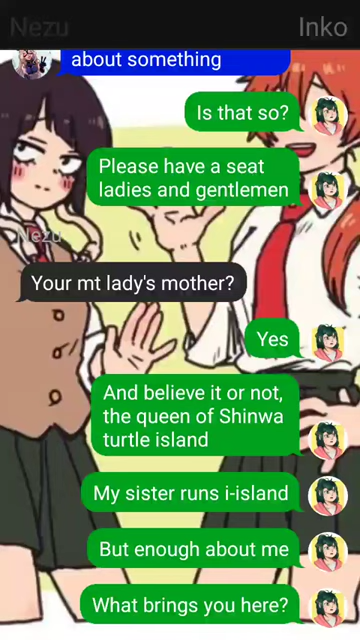 Nezu Inko
about something
Is that so?
Please have a seat
ladies and gentlemen
Nezu
Your mt lady's mother?
Yes
And believe it or not,
the queen of Shinwa
turtle island
My sister runs i-island
But enough about me
What brings you here?